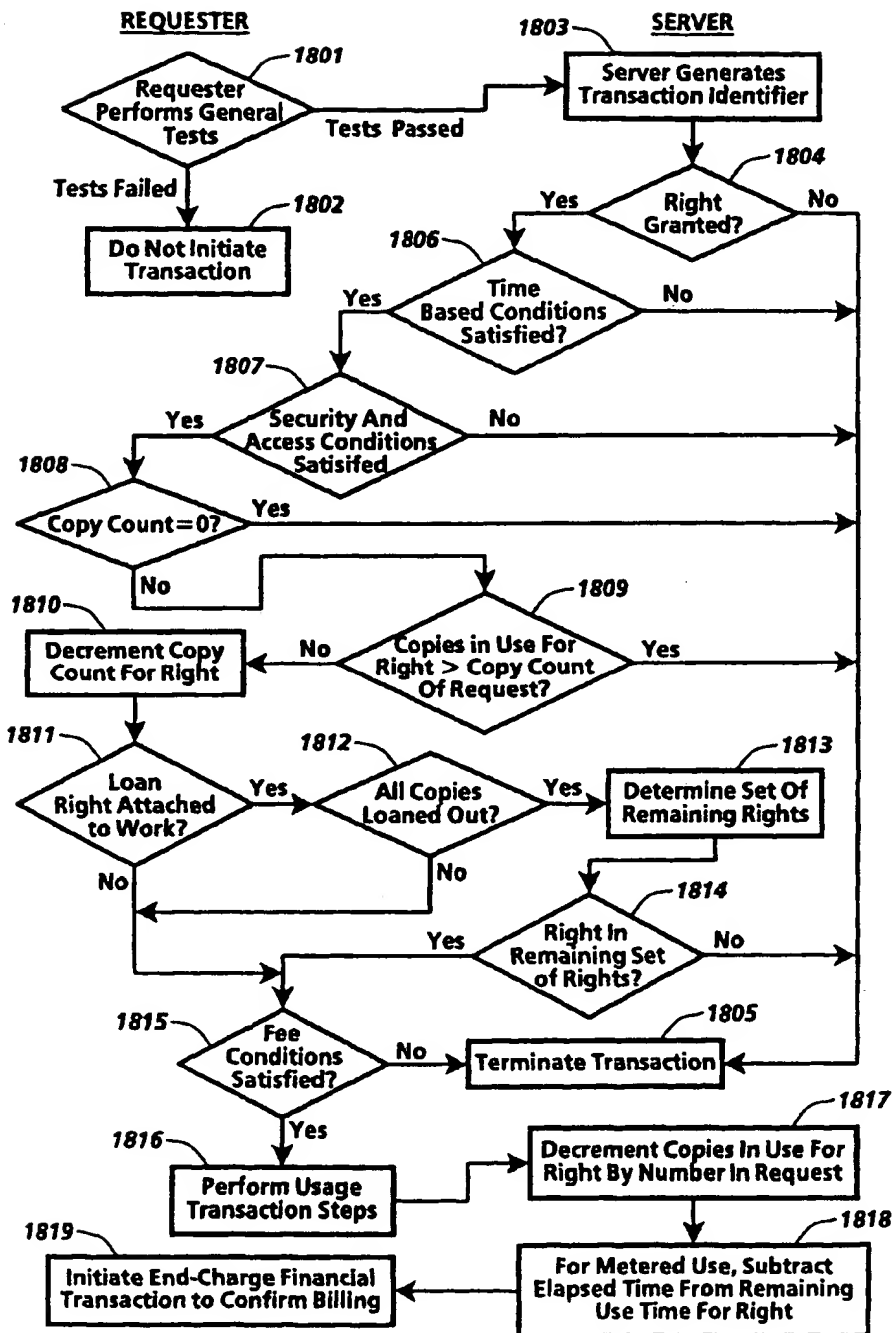 REQUESTER
SERVER
1801
Requester
Performs General
Tests
Tests Passed
Tests Failed
1802
Do Not Initiate
Transaction
1803
Server Generates
Transaction Identifier
1804
Right
Granted?
Yes
No
1806
Time
Based Conditions
Satisfied?
Yes
No
1807
Security And
Access Conditions
Satisifed
Yes
No
1808
Copy Count=0?
Yes
No
1809
Copies in Use For
Right > Copy Count
Of Request?
No
Yes
1810
Decrement Copy
Count For Right
1811
Loan
Right Attached
to Work?
Yes
No
1812
All Copies
Loaned Out?
Yes
No
1813
Determine Set Of
Remaining Rights
1814
Right In
Remaining Set
of Rights?
Yes
No
1815
Fee
Conditions
Satisfied?
No
Yes
1805
Terminate Transaction
1816
Perform Usage
Transaction Steps
1817
Decrement Copies In Use For
Right By Number In Request
1818
For Metered Use, Subtract
Elapsed Time From Remaining
Use Time For Right
1819
Initiate End-Charge Financial
Transaction to Confirm Billing